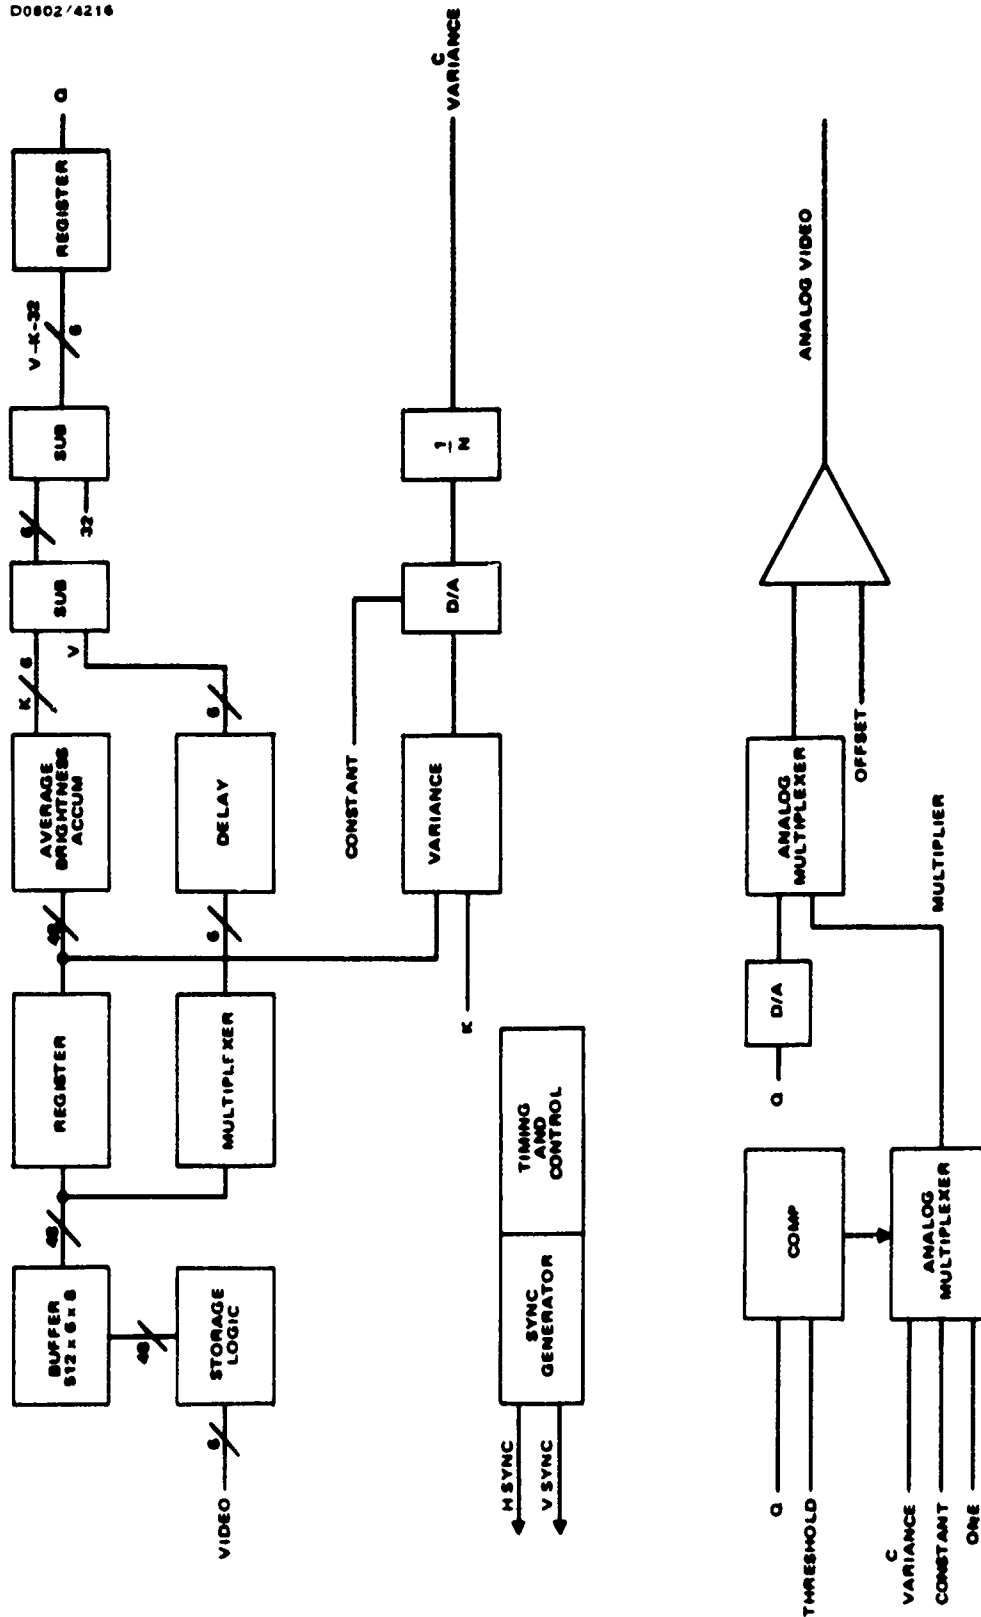 D0802/4216
VIDEO
6
STORAGE
LOGIC
48
BUFFER
512 x 6 x 8
48
REGISTER
MULTIPLEXER
48
6
AVERAGE
BRIGHTNESS
ACCUM
DELAY
K
6
6
V
SUB
6
32
SUB
V-K-32
6
REGISTER
Q
K
VARIANCE
CONSTANT
D/A
1
N
C
VARIANCE
H SYNC
V SYNC
SYNC
GENERATOR
TIMING
AND
CONTROL
Q
THRESHOLD
COMP
C
VARIANCE
CONSTANT
ONE
ANALOG
MULTIPLEXER
MULTIPLIER
Q
D/A
ANALOG
MULTIPLEXER
OFFSET
ANALOG VIDEO